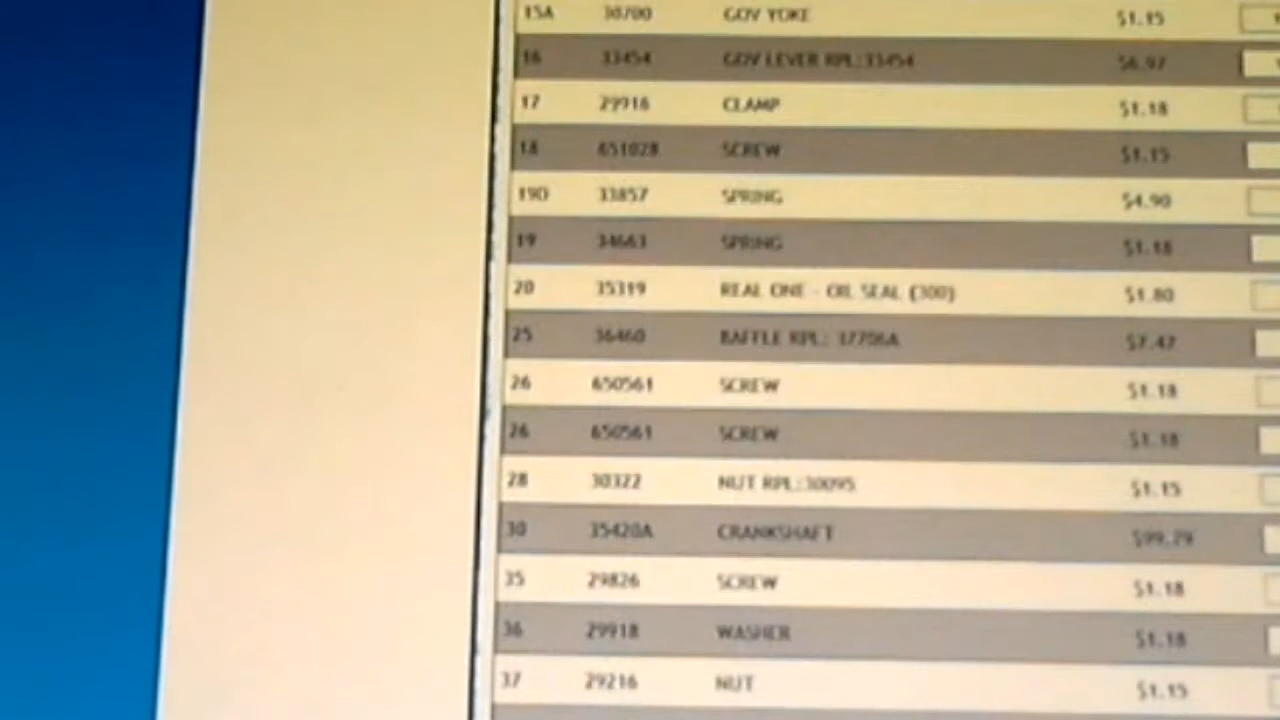 15A 30700 GOV YOKE $1.15
16 33454 GOV LEVER RPL:33454 $6.97
17 29916 CLAMP $1.18
18 651028 SCREW $1.15
19D 33857 SPRING $4.90
19 34663 SPRING $1.18
20 35319 REAL ONE - OIL SEAL (300) $1.80
25 36460 BAFFLE RPL: 37706A $7.47
26 650561 SCREW $1.18
26 650561 SCREW $1.18
28 30322 NUT RPL:30095 $1.15
30 35420A CRANKSHAFT $99.29
35 29826 SCREW $1.18
36 29918 WASHER $1.18
37 29216 NUT $1.15